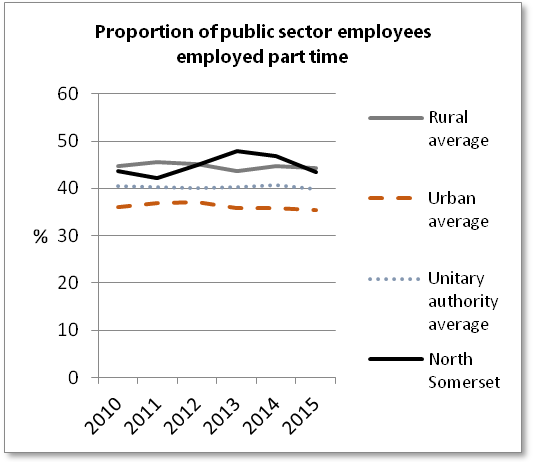 Proportion of public sector employees
employed part time
60
50
40
30
20
10
0
%
2010
2011
2012
2013
2014
2015
Rural
average
Urban
average
Unitary
authority
average
North
Somerset